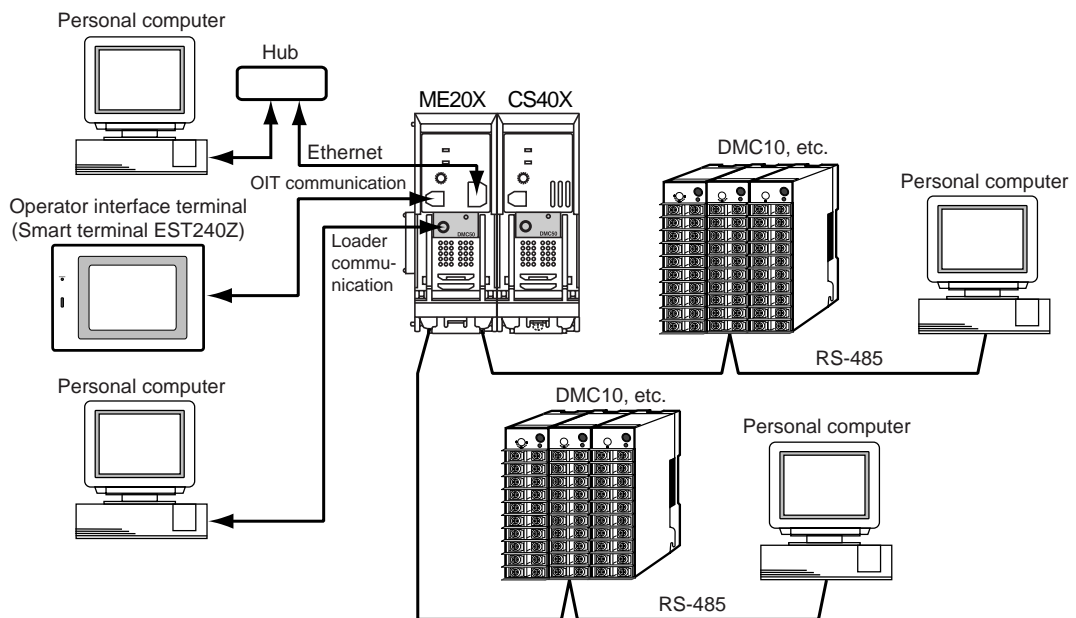 Personal computer
Hub
ME20X
CS40X
Ethernet
OIT communication
DMC10, etc.
Personal computer
Operator interface terminal
(Smart terminal EST240Z)
Loader
commu-
nication
DMC50
DMC50
RS-485
Personal computer
DMC10, etc.
Personal computer
RS-485